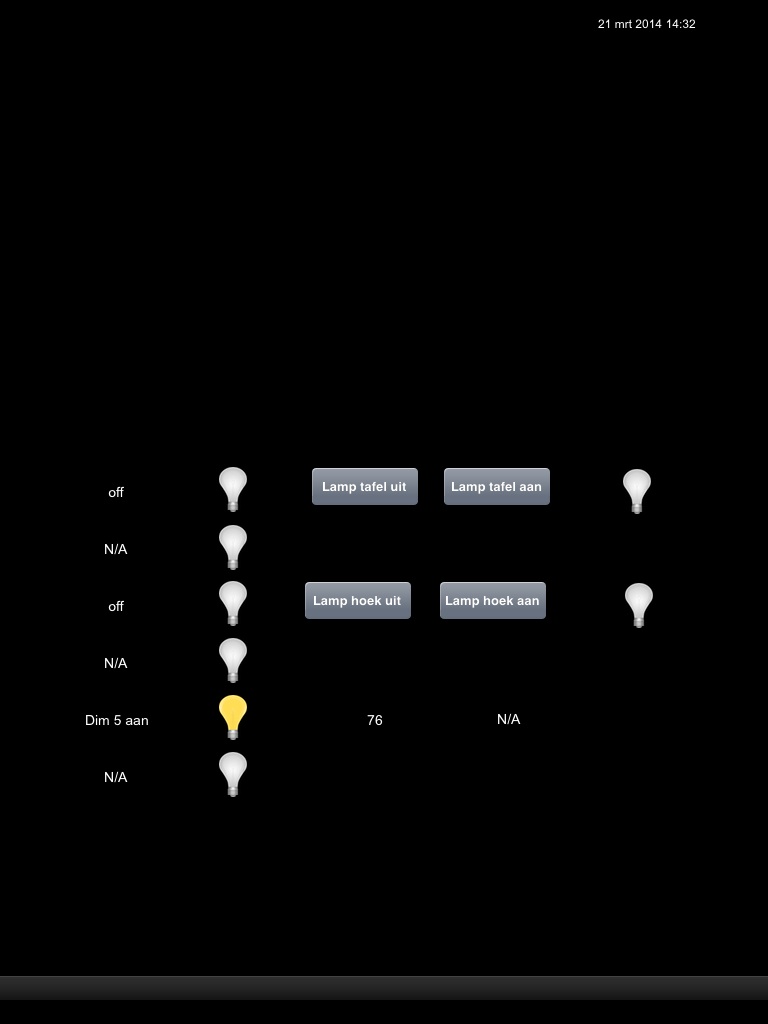 21 mrt 2014 14:32
off Lamp tafel uit Lamp tafel aan
N/A
off Lamp hoek uit Lamp hoek aan
N/A
Dim 5 aan 76 N/A
N/A